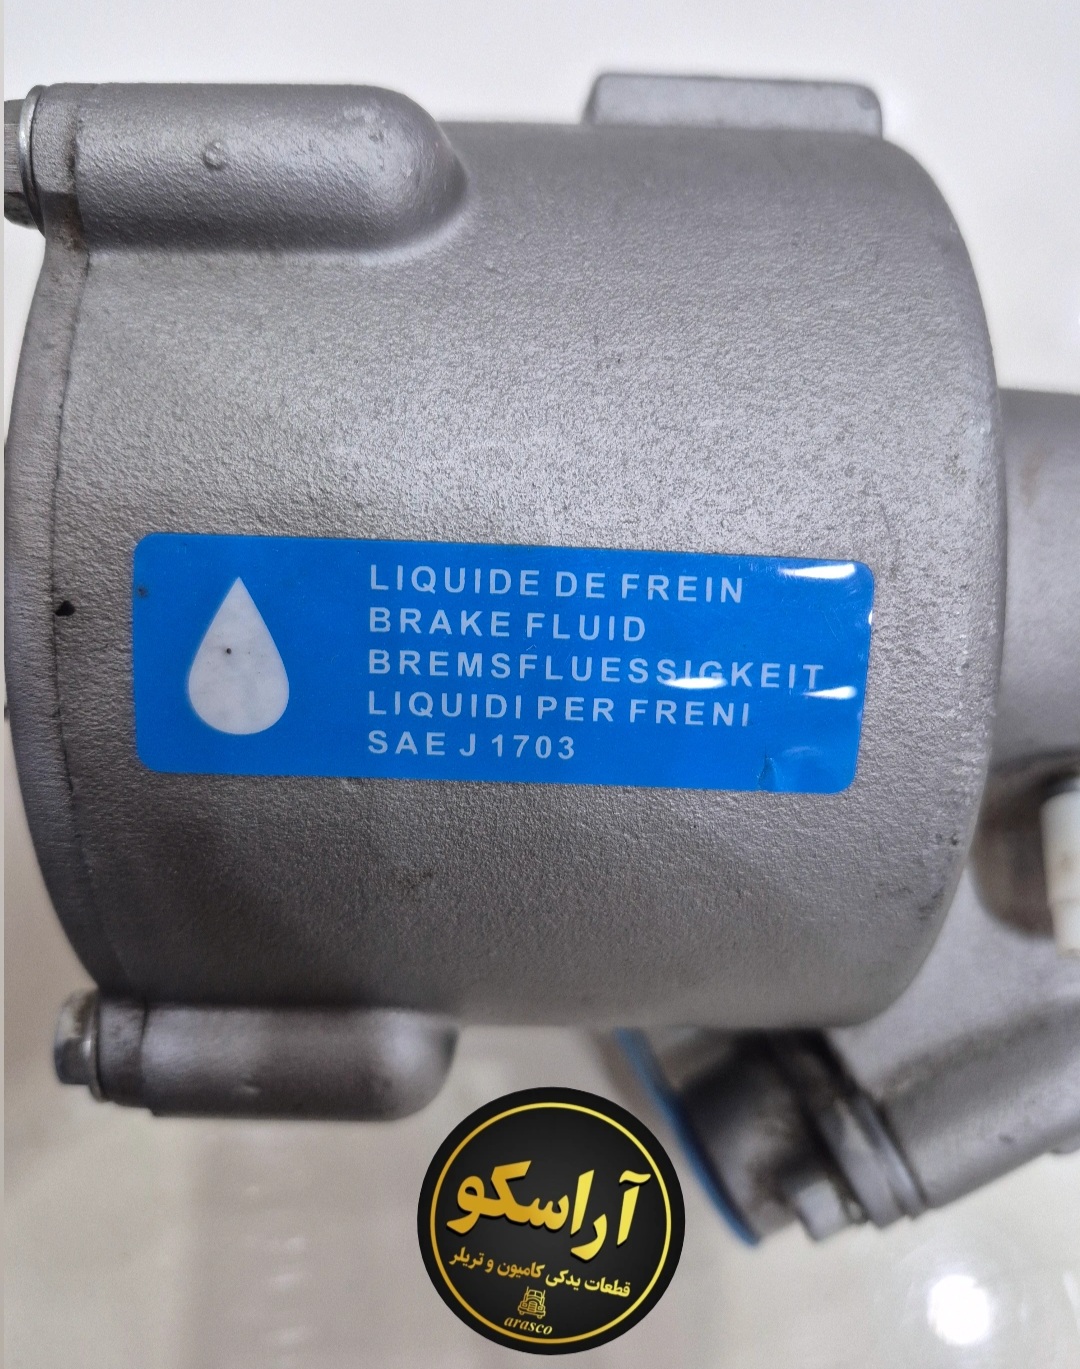 LIQUIDE DE FREIN
BRAKE FLUID
BREMSFLUESSIGKEIT
LIQUIDI PER FRENI
SAE J 1703
آراسکو
قطعات یدکی کامیون و تریلر
arasco